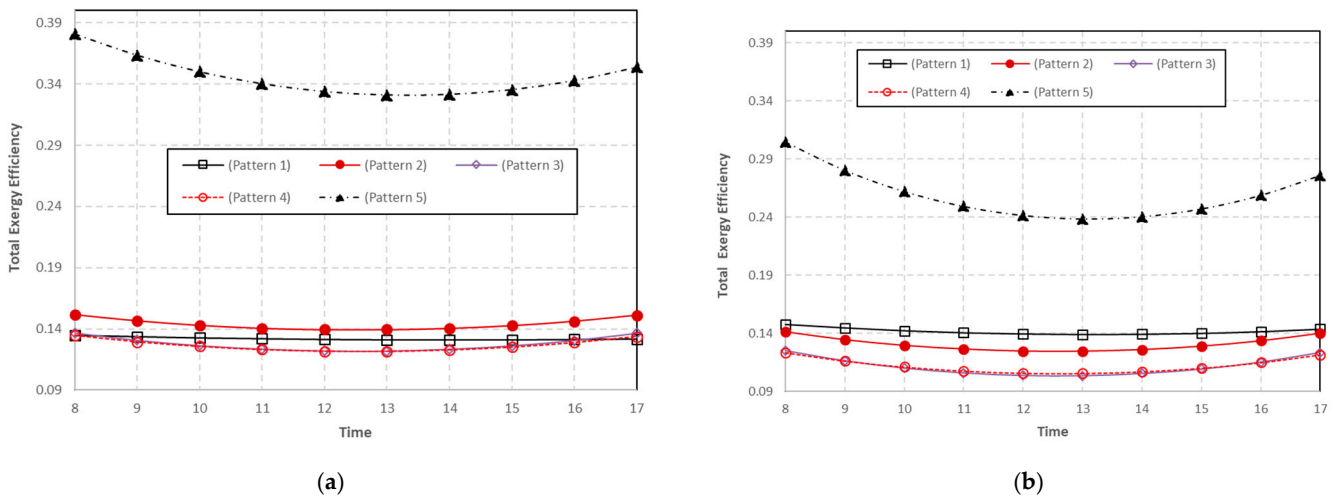 0.39
0.34
0.29
0.24
0.19
0.14
0.09
Total Exergy Efficiency
(Pattern 1) (Pattern 2) (Pattern 3)
(Pattern 4) (Pattern 5)
8 9 10 11 12 13 14 15 16 17
Time
(a)
0.39
0.34
0.29
0.24
0.19
0.14
0.09
Total Exergy Efficiency
(Pattern 1) (Pattern 2) (Pattern 3)
(Pattern 4) (Pattern 5)
8 9 10 11 12 13 14 15 16 17
Time
(b)